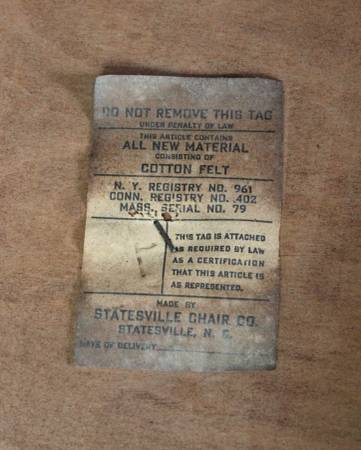 DO NOT REMOVE THIS TAG
UNDER PENALTY OF LAW
THIS ARTICLE CONTAINS
ALL NEW MATERIAL
CONSISTING OF
COTTON FELT
N. Y. REGISTRY NO. 961
CONN. REGISTRY NO. 402
MASS. SERIAL NO. 79
THIS TAG IS ATTACHED
AS REQUIRED BY LAW
AS A CERTIFICATION
THAT THIS ARTICLE IS
AS REPRESENTED.
MADE BY
STATESVILLE CHAIR CO.
STATESVILLE, N. C.
DATE OF DELIVERY